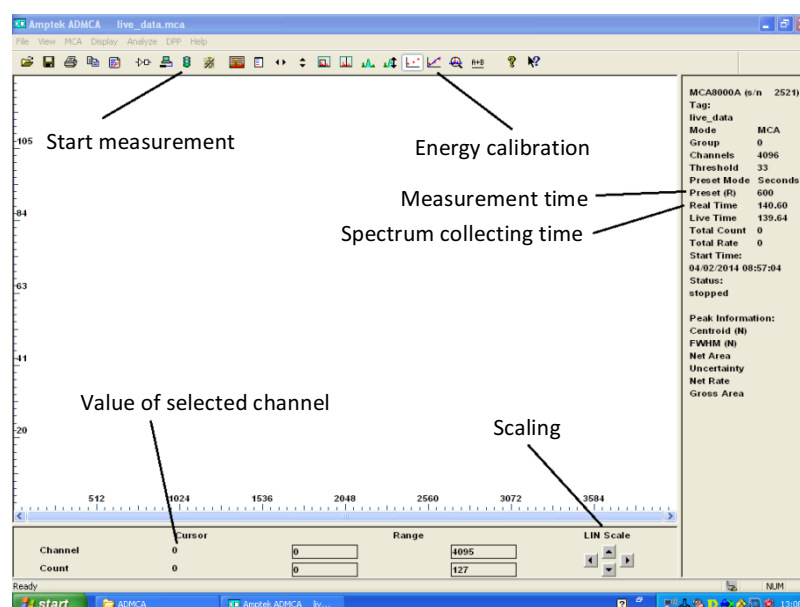 Amptek ADMCA live_data.mca
File View MCA Display Analyze DPP Help
A+B
Start measurement
Energy calibration
Measurement time
Spectrum collecting time
Value of selected channel
Scaling
105
84
63
41
20
512 1024 1536 2048 2560 3072 3584
MCA8000A (s/n 2521)
Tag:
live_data
Mode MCA
Group 0
Channels 4096
Threshold 33
Preset Mode Seconds
Preset (R) 600
Real Time 140.60
Live Time 139.64
Total Count 0
Total Rate 0
Start Time:
04/02/2014 08:57:04
Status:
stopped
Peak Information:
Centroid (N)
FWHM (N)
Net Area
Uncertainty
Net Rate
Gross Area
Cursor Range LIN Scale
Channel 0 0 4095
Count 0 0 127
Ready NUM
start ADMCA Amptek ADMCA liv...